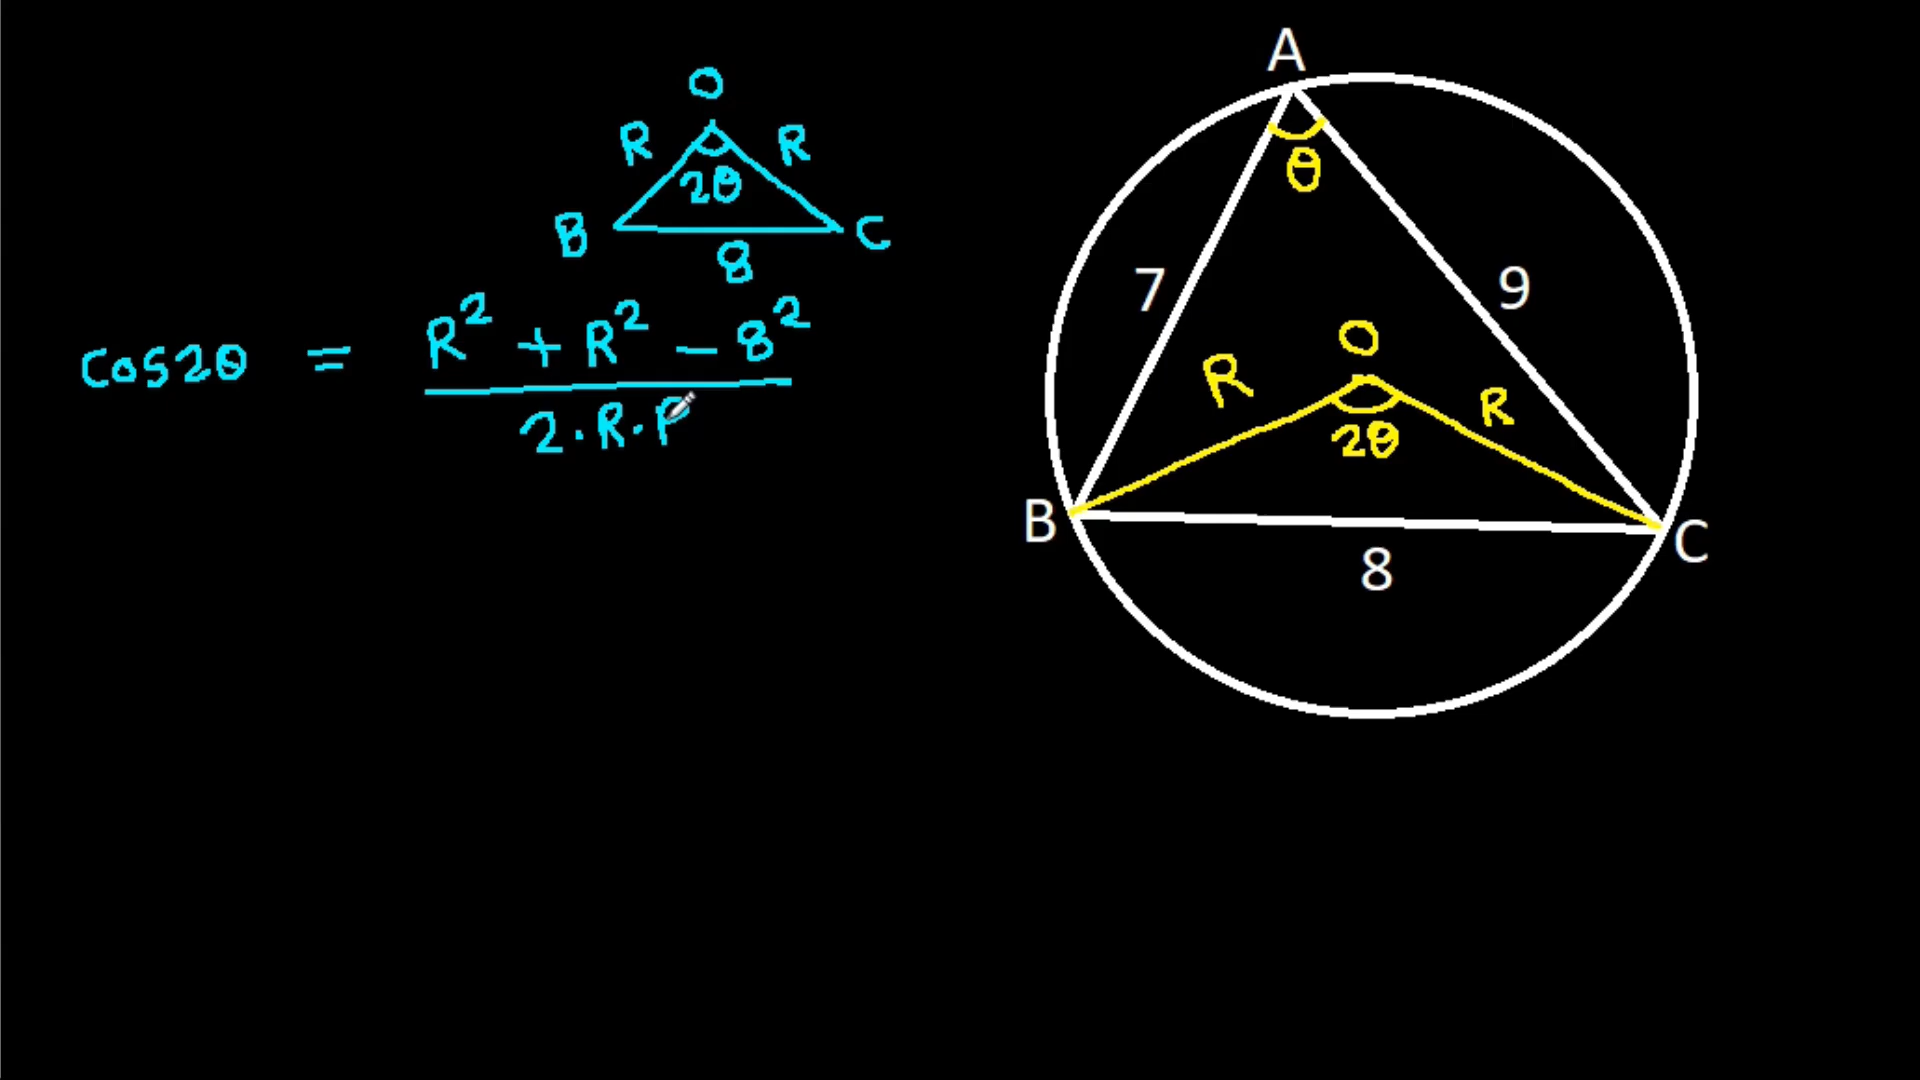 O
R R
2θ
B C
8
cos2θ = R² + R² - 8²
2·R·
A
θ
7 9
O
R R
2θ
B C
8